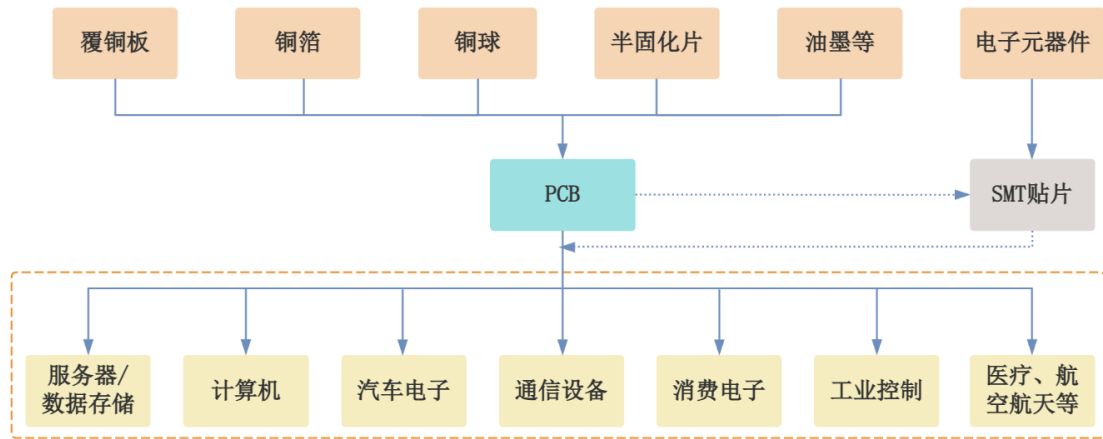 覆铜板
铜箔
铜球
半固化片
油墨等
电子元器件
PCB
SMT贴片
服务器/
数据存储
计算机
汽车电子
通信设备
消费电子
工业控制
医疗、航
空航天等